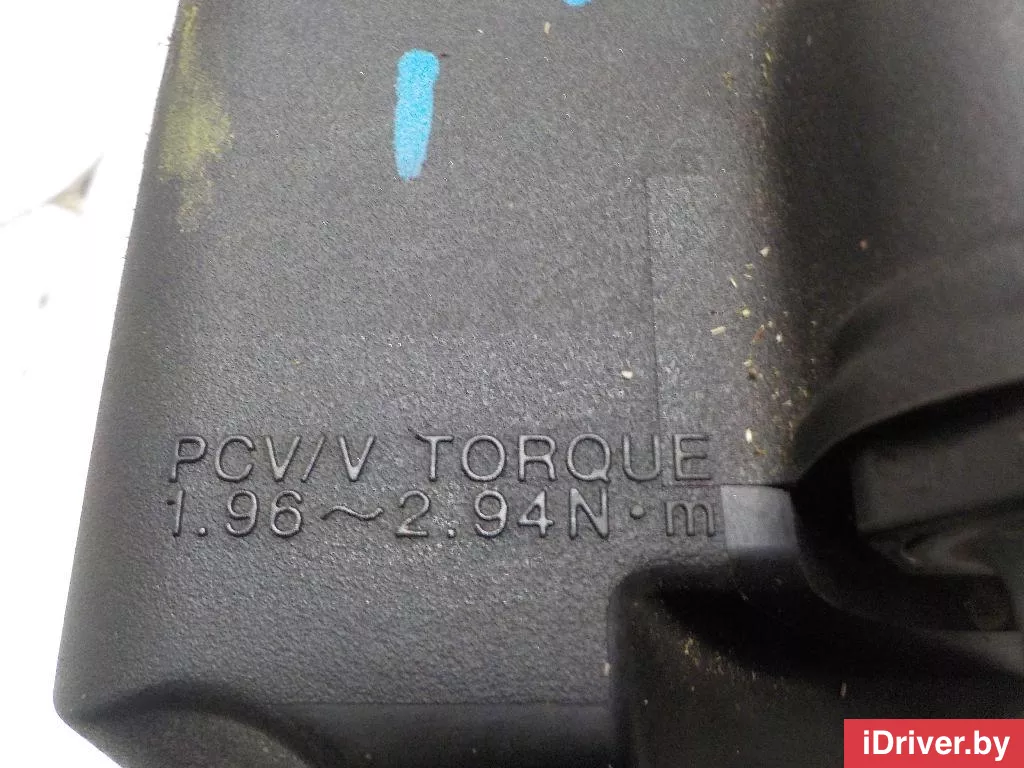 PCV/V TORQUE
1.96~2.94N·m
iDriver.by